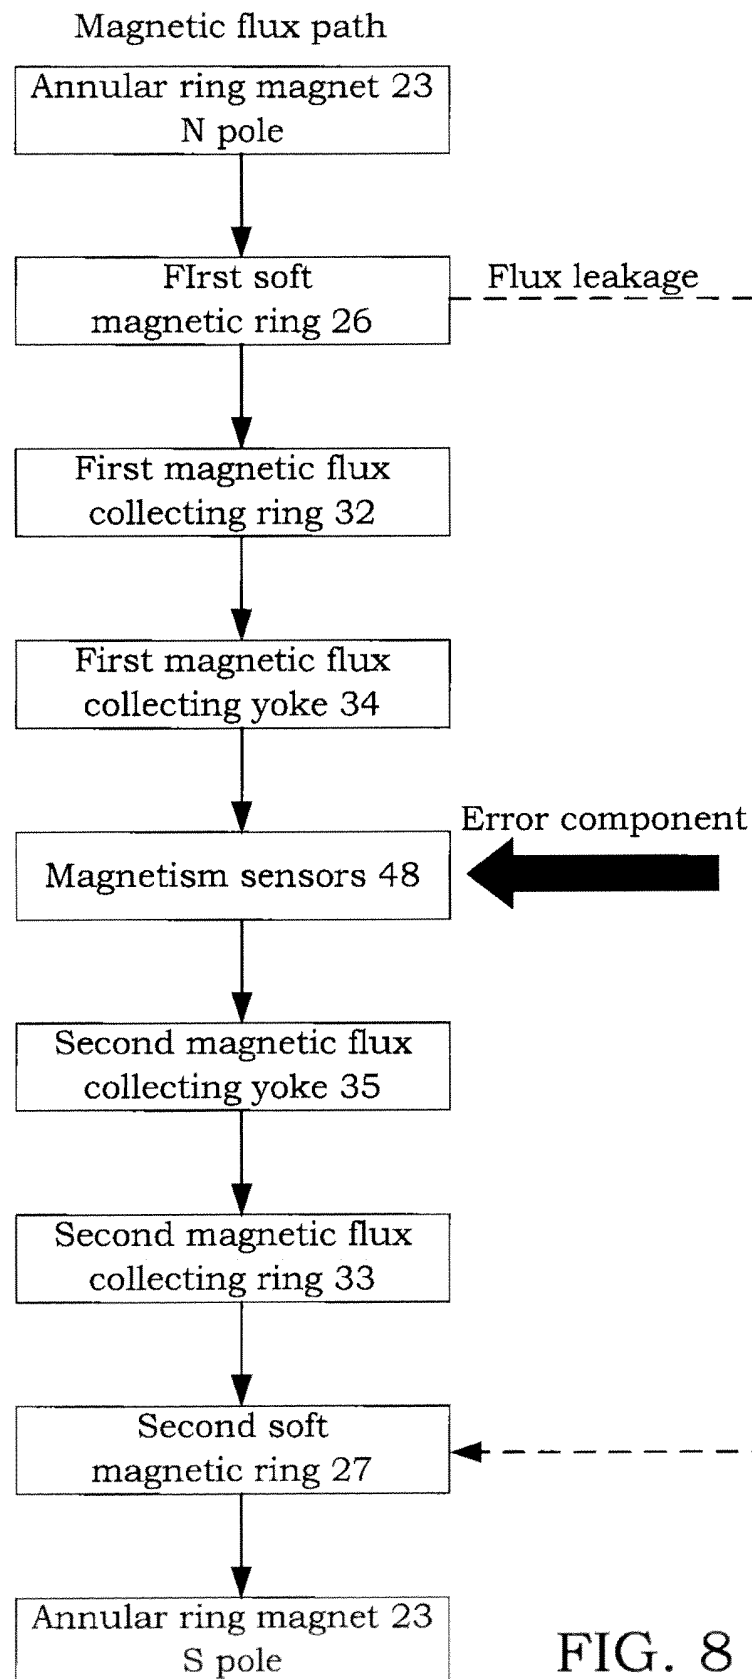 Magnetic flux path
Annular ring magnet 23
N pole
FIrst soft
magnetic ring 26
Flux leakage
First magnetic flux
collecting ring 32
First magnetic flux
collecting yoke 34
Error component
Magnetism sensors 48
Second magnetic flux
collecting yoke 35
Second magnetic flux
collecting ring 33
Second soft
magnetic ring 27
Annular ring magnet 23
S pole
FIG. 8